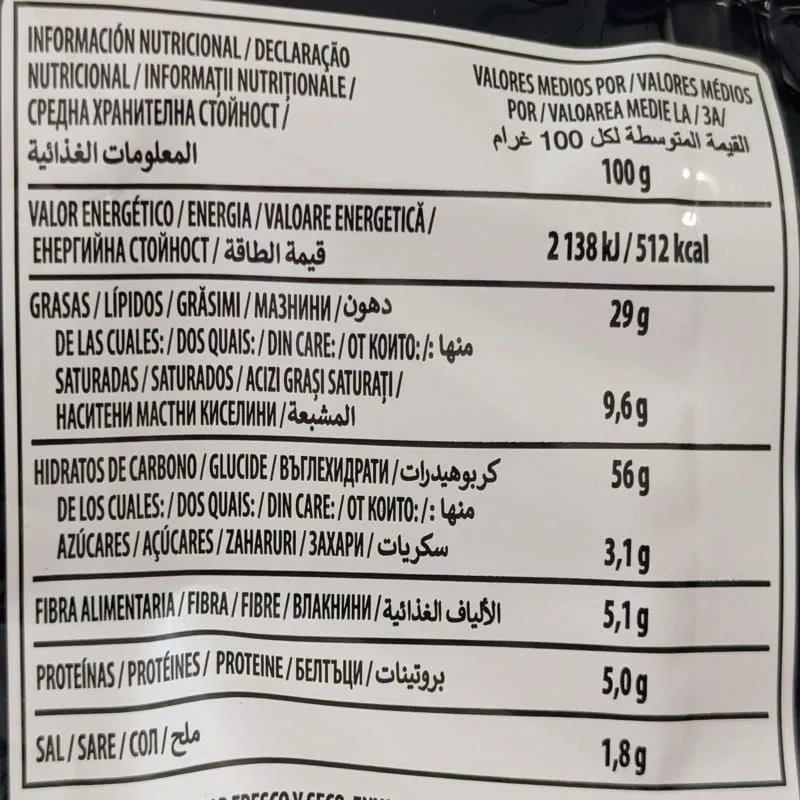 INFORMACIÓN NUTRICIONAL / DECLARAÇÃO
NUTRICIONAL / INFORMAȚII NUTRIȚIONALE /
СРЕДНА ХРАНИТЕЛНА СТОЙНОСТ /
المعلومات الغذائية
VALORES MEDIOS POR / VALORES MÉDIOS
POR / VALOAREA MEDIE LA / ЗА/
القيمة المتوسطة لكل 100 غرام
100 g
VALOR ENERGÉTICO / ENERGIA / VALOARE ENERGETICĂ /
ЕНЕРГИЙНА СТОЙНОСТ / قيمة الطاقة
2 138 kJ / 512 kcal
GRASAS / LÍPIDOS / GRĂSIMI / МАЗНИНИ / دهون
29 g
DE LAS CUALES: / DOS QUAIS: / DIN CARE: / ОТ КОИТО: /: منها
SATURADAS / SATURADOS / ACIZI GRAȘI SATURAȚI /
НАСИТЕНИ МАСТНИ КИСЕЛИНИ / المشبعة
9,6 g
HIDRATOS DE CARBONO / GLUCIDE / ВЪГЛЕХИДРАТИ / كربوهيدرات
56 g
DE LOS CUALES: / DOS QUAIS: / DIN CARE: / ОТ КОИТО: /: منها
AZÚCARES / AÇÚCARES / ZAHARURI / ЗАХАРИ / سكريات
3,1 g
FIBRA ALIMENTARIA / FIBRA / FIBRE / ВЛАКНИНИ / الألياف الغذائية
5,1 g
PROTEÍNAS / PROTÉINES / PROTEINE / БЕЛТЪЦИ / بروتينات
5,0 g
SAL / SARE / СОЛ / ملح
1,8 g